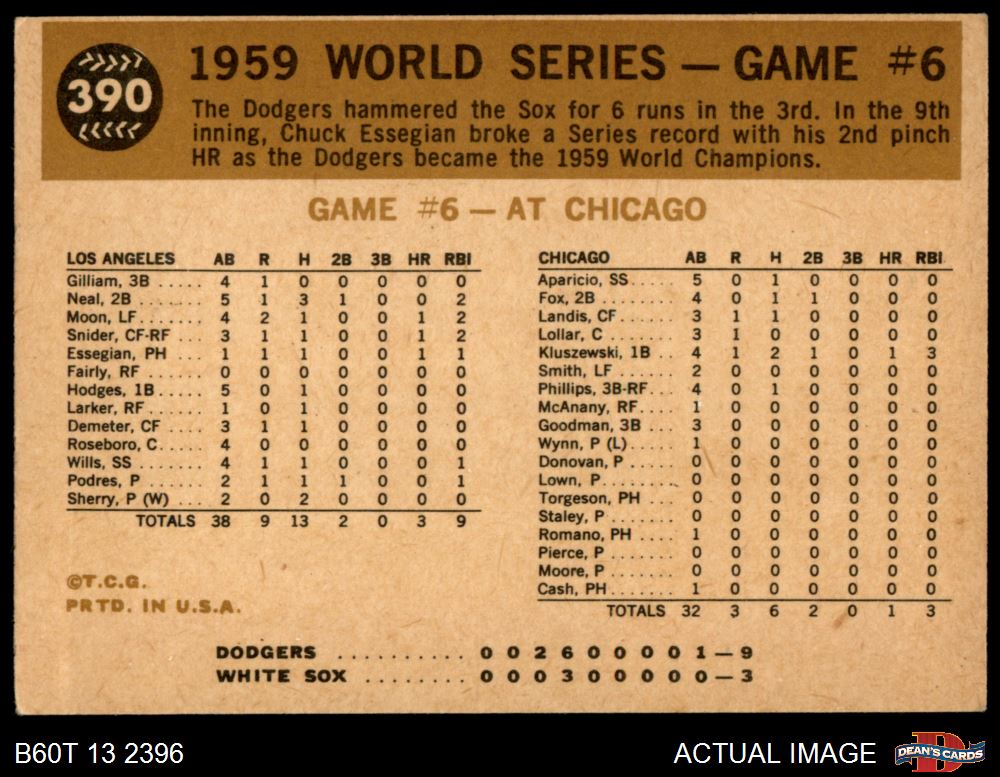 390
1959 WORLD SERIES — GAME #6
The Dodgers hammered the Sox for 6 runs in the 3rd. In the 9th
inning, Chuck Essegian broke a Series record with his 2nd pinch
HR as the Dodgers became the 1959 World Champions.
GAME #6 — AT CHICAGO
LOS ANGELES AB R H 2B 3B HR RBI
Gilliam, 3B ..... 4 1 0 0 0 0 0
Neal, 2B ........ 5 1 3 1 0 0 2
Moon, LF ....... 4 2 1 0 0 1 2
Snider, CF-RF ... 3 1 1 0 0 1 2
Essegian, PH .... 1 1 1 0 0 1 1
Fairly, RF ...... 0 0 0 0 0 0 0
Hodges, 1B ..... 5 0 1 0 0 0 0
Larker, RF ...... 1 0 1 0 0 0 0
Demeter, CF .... 3 1 1 0 0 0 0
Roseboro, C..... 4 0 0 0 0 0 0
Wills, SS ....... 4 1 1 0 0 0 1
Podres, P ....... 2 1 1 1 0 0 1
Sherry, P (W) ... 2 0 2 0 0 0 0
TOTALS 38 9 13 2 0 3 9
CHICAGO AB R H 2B 3B HR RBI
Aparicio, SS..... 5 0 1 0 0 0 0
Fox, 2B ......... 4 0 1 1 0 0 0
Landis, CF ...... 3 1 1 0 0 0 0
Lollar, C ....... 3 1 0 0 0 0 0
Kluszewski, 1B .. 4 1 2 1 0 1 3
Smith, LF ....... 2 0 0 0 0 0 0
Phillips, 3B-RF... 4 0 1 0 0 0 0
McAnany, RF.... 1 0 0 0 0 0 0
Goodman, 3B ... 3 0 0 0 0 0 0
Wynn, P (L) ..... 1 0 0 0 0 0 0
Donovan, P ..... 0 0 0 0 0 0 0
Lown, P ........ 0 0 0 0 0 0 0
Torgeson, PH ... 0 0 0 0 0 0 0
Staley, P ....... 0 0 0 0 0 0 0
Romano, PH .... 1 0 0 0 0 0 0
Pierce, P ....... 0 0 0 0 0 0 0
Moore, P ....... 0 0 0 0 0 0 0
Cash, PH ....... 1 0 0 0 0 0 0
TOTALS 32 3 6 2 0 1 3
©T.C.G.
PRTD. IN U.S.A.
DODGERS .......... 0 0 2 6 0 0 0 0 1 — 9
WHITE SOX ........ 0 0 0 3 0 0 0 0 0 — 3
B60T 13 2396
ACTUAL IMAGE
D
DEAN'S CARDS